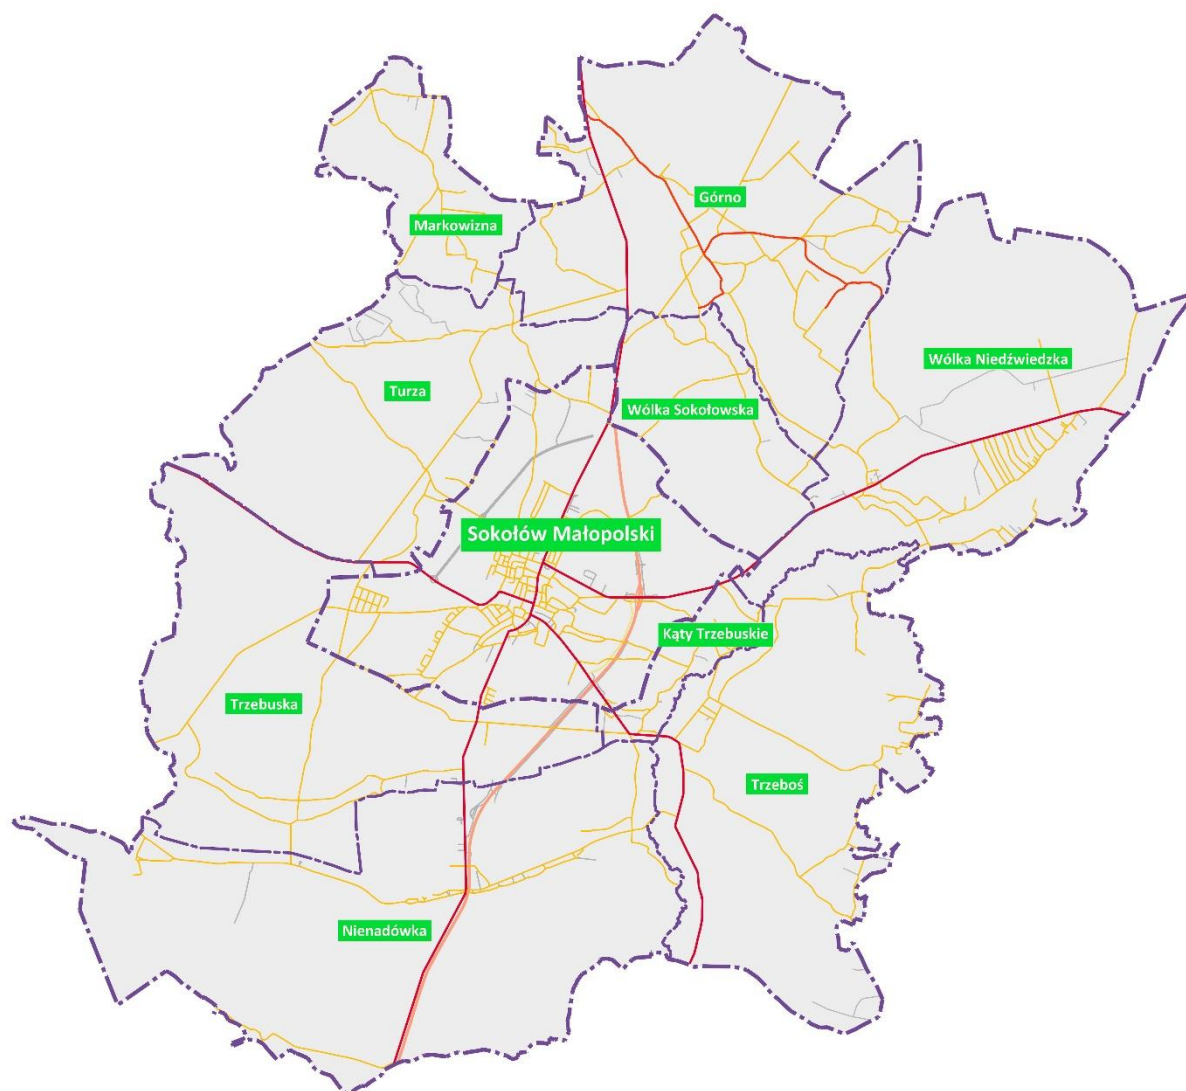 Górno
Markowizna
Wólka Niedźwiedzka
Turza
Wólka Sokołowska
Sokołów Małopolski
Kąty Trzebuskie
Trzebuska
Trzeboś
Nienadówka